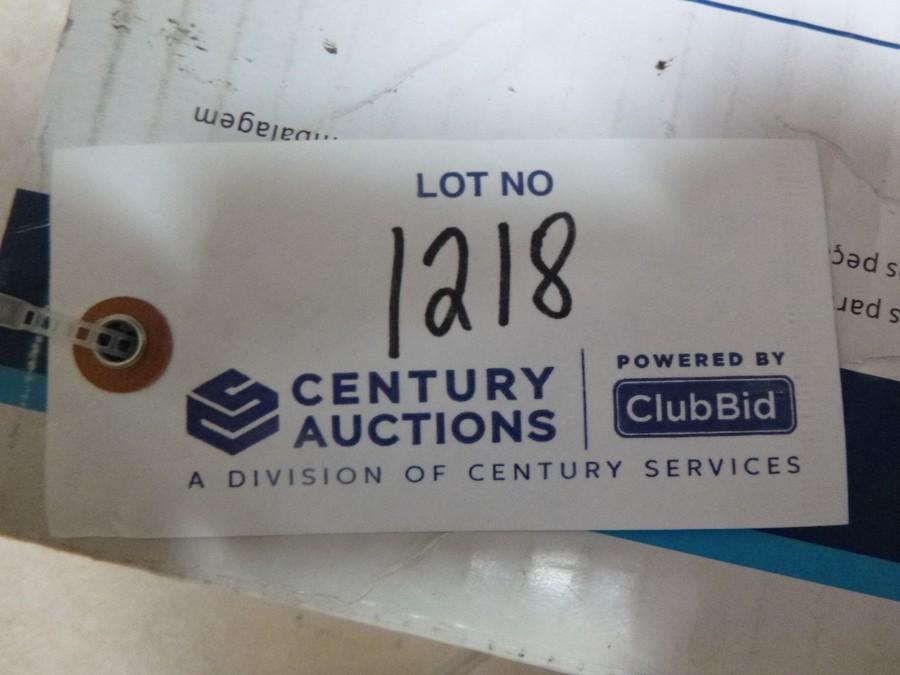 LOT NO
1218
CENTURY
AUCTIONS
POWERED BY
ClubBid
A DIVISION OF CENTURY SERVICES